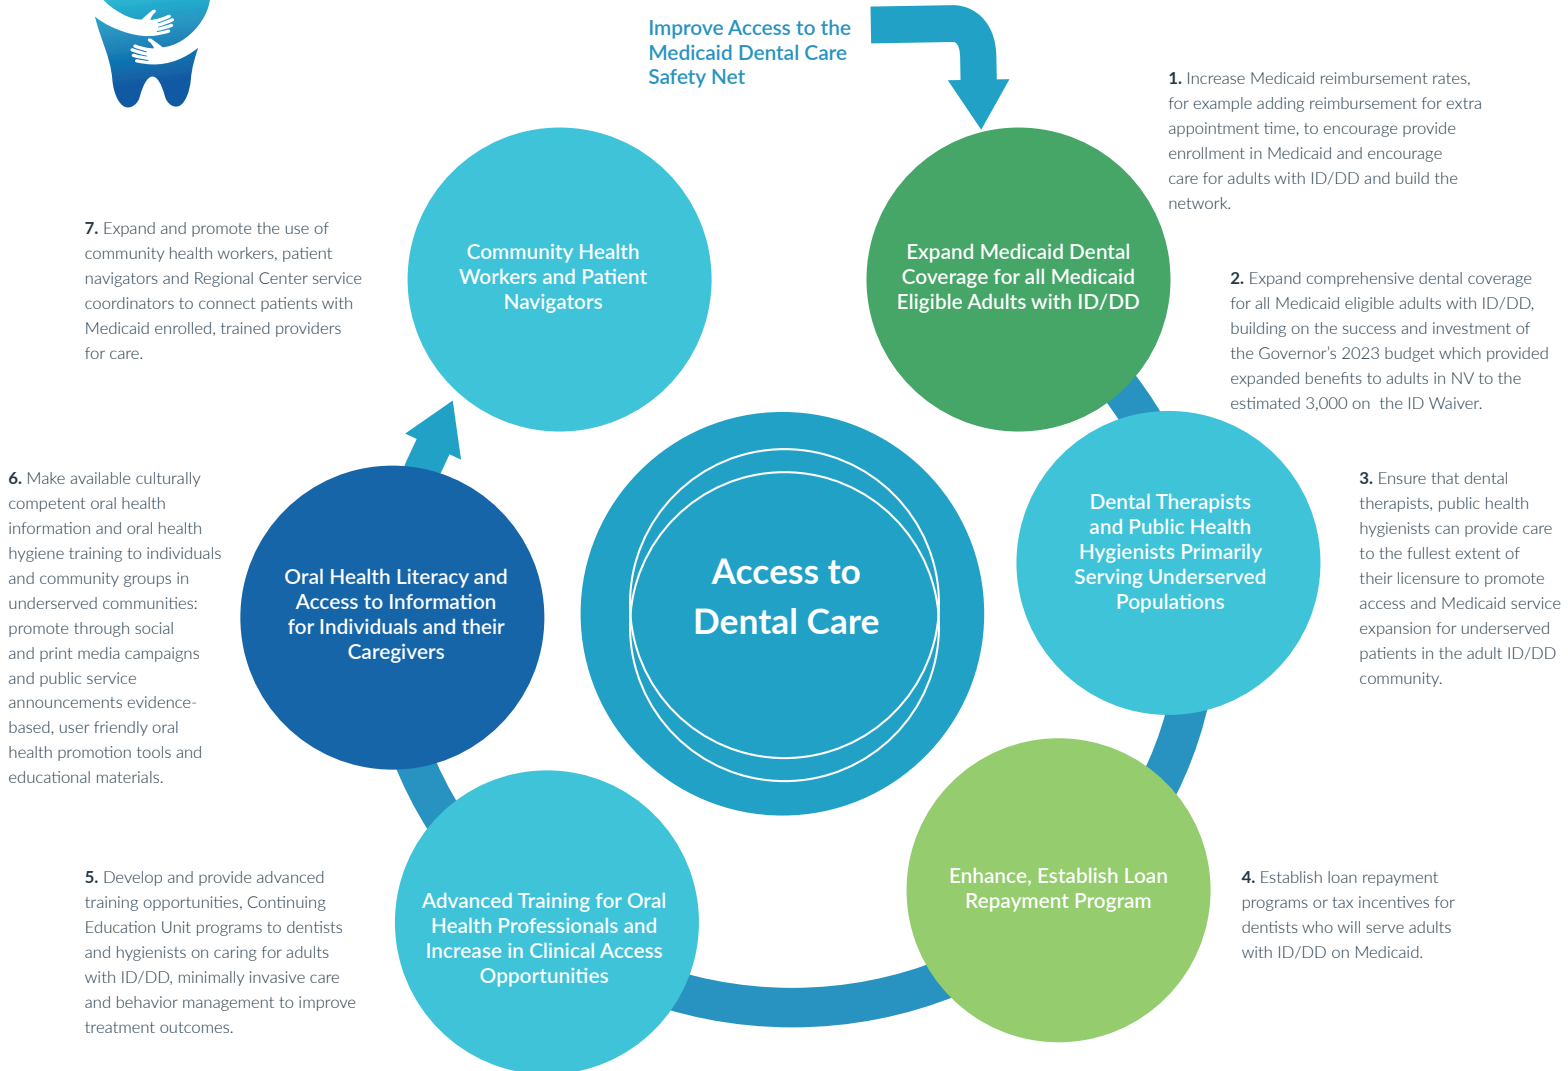 Improve Access to the
Medicaid Dental Care
Safety Net
1. Increase Medicaid reimbursement rates,
for example adding reimbursement for extra
appointment time, to encourage provide
enrollment in Medicaid and encourage
care for adults with ID/DD and build the
network.
Expand Medicaid Dental
Coverage for all Medicaid
Eligible Adults with ID/DD
2. Expand comprehensive dental coverage
for all Medicaid eligible adults with ID/DD,
building on the success and investment of
the Governor's 2023 budget which provided
expanded benefits to adults in NV to the
estimated 3,000 on the ID Waiver.
Dental Therapists
and Public Health
Hygienists Primarily
Serving Underserved
Populations
3. Ensure that dental
therapists, public health
hygienists can provide care
to the fullest extent of
their licensure to promote
access and Medicaid service
expansion for underserved
patients in the adult ID/DD
community.
Enhance, Establish Loan
Repayment Program
4. Establish loan repayment
programs or tax incentives for
dentists who will serve adults
with ID/DD on Medicaid.
Advanced Training for Oral
Health Professionals and
Increase in Clinical Access
Opportunities
5. Develop and provide advanced
training opportunities, Continuing
Education Unit programs to dentists
and hygienists on caring for adults
with ID/DD, minimally invasive care
and behavior management to improve
treatment outcomes.
Oral Health Literacy and
Access to Information
for Individuals and their
Caregivers
6. Make available culturally
competent oral health
information and oral health
hygiene training to individuals
and community groups in
underserved communities:
promote through social
and print media campaigns
and public service
announcements evidence-
based, user friendly oral
health promotion tools and
educational materials.
Community Health
Workers and Patient
Navigators
7. Expand and promote the use of
community health workers, patient
navigators and Regional Center service
coordinators to connect patients with
Medicaid enrolled, trained providers
for care.
Access to
Dental Care